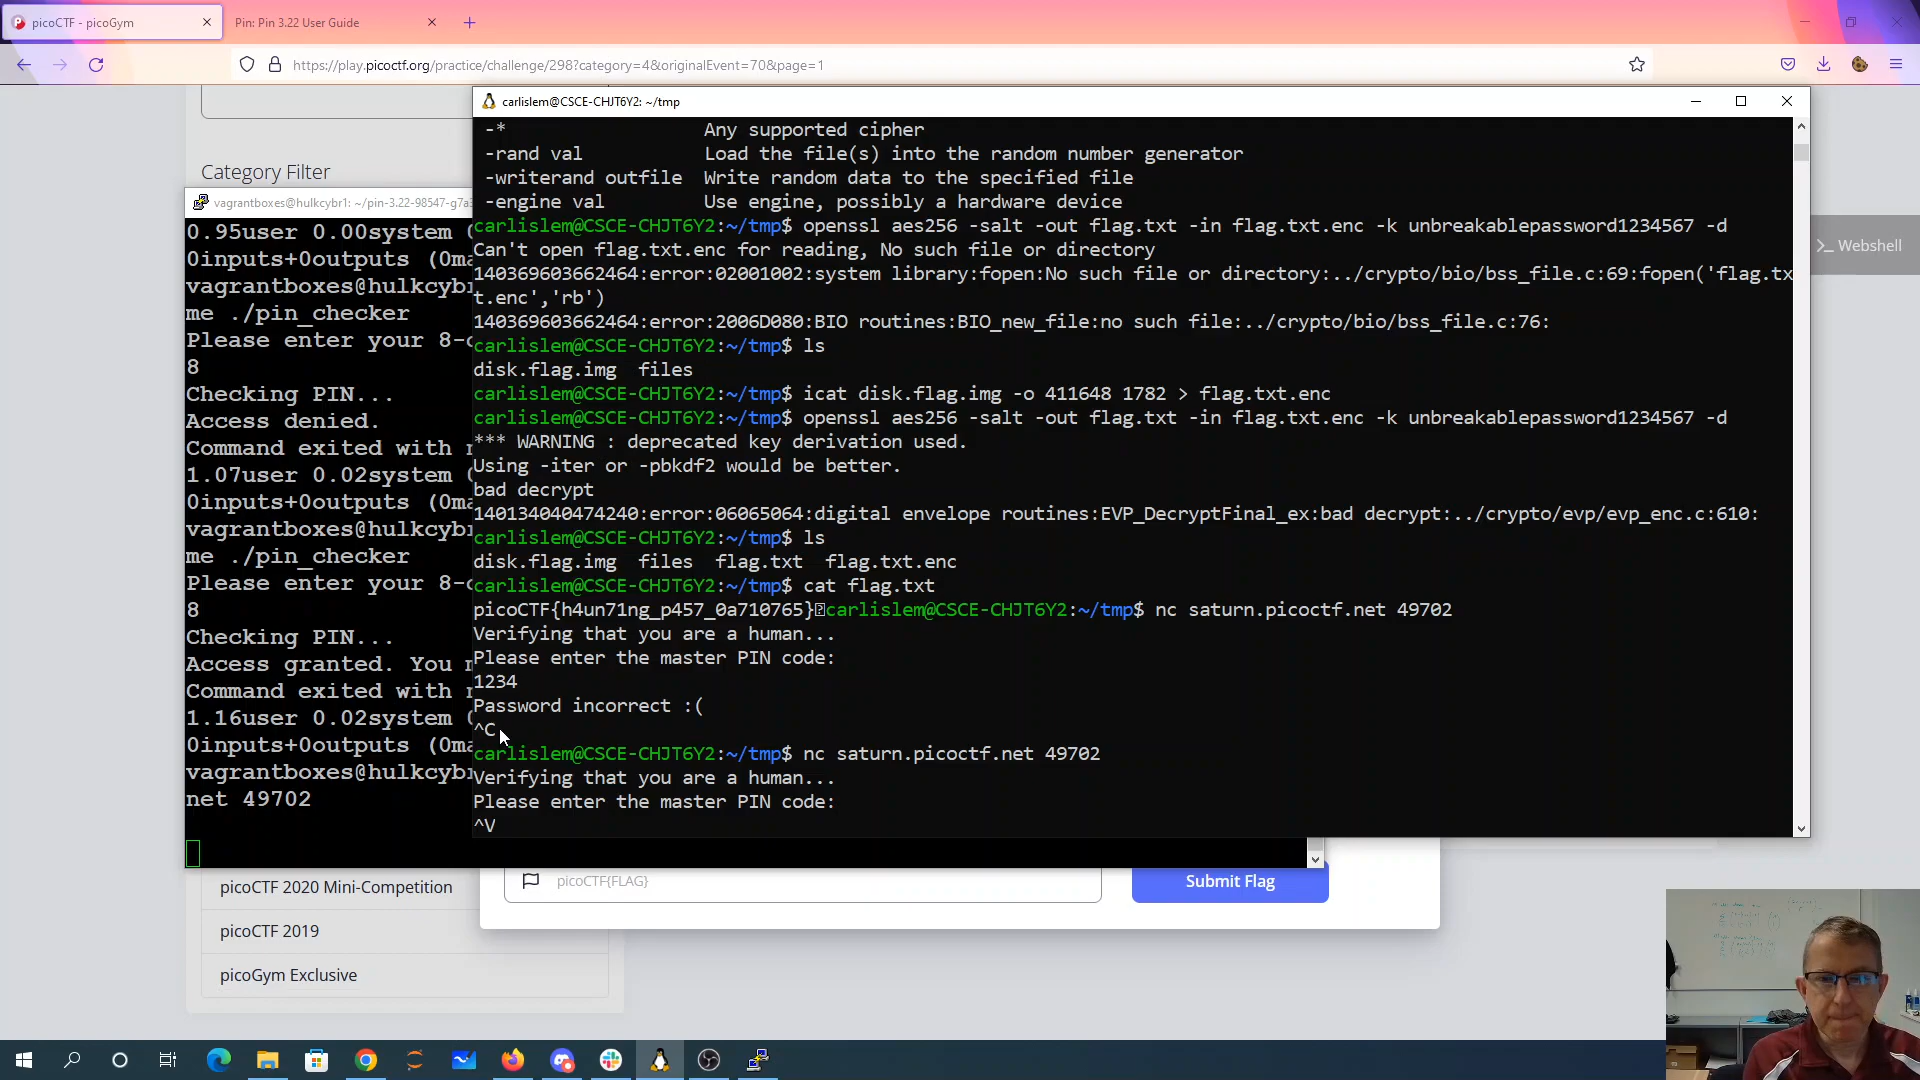 picoCTF - picoGym
Pin: Pin 3.22 User Guide
https://play.picoctf.org/practice/challenge/298?category=4&originalEvent=70&page=1
Category Filter
vagrantboxes@hulkcybr1: ~/pin-3.22-98547-g7a3
0.95user 0.00system
0inputs+0outputs (0ma
vagrantboxes@hulkcybr
me ./pin_checker
Please enter your 8-
8
Checking PIN...
Access denied.
Command exited with
1.07user 0.02system
0inputs+0outputs (0ma
vagrantboxes@hulkcybr
me ./pin_checker
Please enter your 8-
8
Checking PIN...
Access granted. You
Command exited with
1.16user 0.02system
0inputs+0outputs (0ma
vagrantboxes@hulkcybr
net 49702
carlislem@CSCE-CHJT6Y2: ~/tmp
-* Any supported cipher
-rand val Load the file(s) into the random number generator
-writerand outfile Write random data to the specified file
-engine val Use engine, possibly a hardware device
carlislem@CSCE-CHJT6Y2:~/tmp$ openssl aes256 -salt -out flag.txt -in flag.txt.enc -k unbreakablepassword1234567 -d
Can't open flag.txt.enc for reading, No such file or directory
140369603662464:error:02001002:system library:fopen:No such file or directory:../crypto/bio/bss_file.c:69:fopen('flag.tx
t.enc','rb')
140369603662464:error:2006D080:BIO routines:BIO_new_file:no such file:../crypto/bio/bss_file.c:76:
carlislem@CSCE-CHJT6Y2:~/tmp$ ls
disk.flag.img files
carlislem@CSCE-CHJT6Y2:~/tmp$ icat disk.flag.img -o 411648 1782 > flag.txt.enc
carlislem@CSCE-CHJT6Y2:~/tmp$ openssl aes256 -salt -out flag.txt -in flag.txt.enc -k unbreakablepassword1234567 -d
*** WARNING : deprecated key derivation used.
Using -iter or -pbkdf2 would be better.
bad decrypt
140134040474240:error:06065064:digital envelope routines:EVP_DecryptFinal_ex:bad decrypt:../crypto/evp/evp_enc.c:610:
carlislem@CSCE-CHJT6Y2:~/tmp$ ls
disk.flag.img files flag.txt flag.txt.enc
carlislem@CSCE-CHJT6Y2:~/tmp$ cat flag.txt
picoCTF{h4un71ng_p457_0a710765}carlislem@CSCE-CHJT6Y2:~/tmp$ nc saturn.picoctf.net 49702
Verifying that you are a human...
Please enter the master PIN code:
1234
Password incorrect :(
^C
carlislem@CSCE-CHJT6Y2:~/tmp$ nc saturn.picoctf.net 49702
Verifying that you are a human...
Please enter the master PIN code:
^V
>_ Webshell
picoCTF{FLAG}
Submit Flag
picoCTF 2020 Mini-Competition
picoCTF 2019
picoGym Exclusive